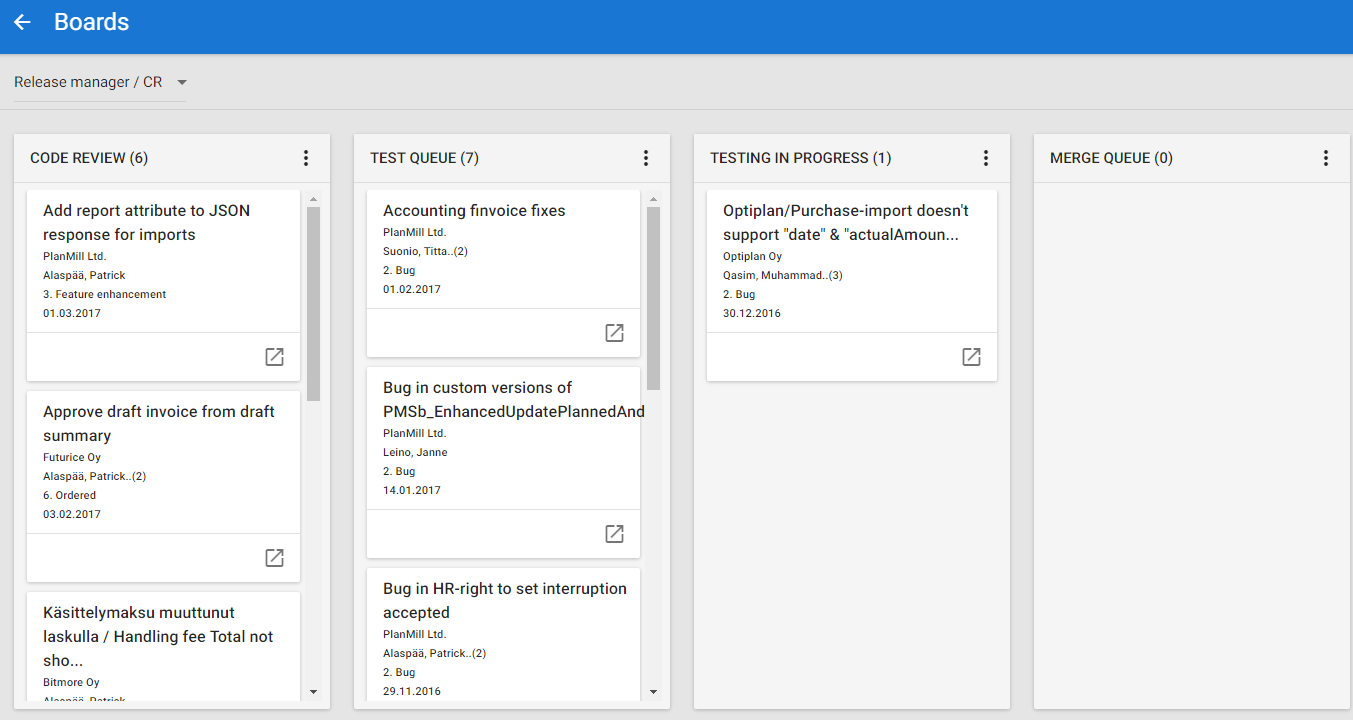 Boards
Release manager / CR
CODE REVIEW (6)
Add report attribute to JSON
response for imports
PlanMill Ltd.
Alaspää, Patrick
3. Feature enhancement
01.03.2017
Approve draft invoice from draft
summary
Futurice Oy
Alaspää, Patrick..(2)
6. Ordered
03.02.2017
Käsittelymaksu muuttunut
laskulla / Handling fee Total not
sho...
Bitmore Oy
Alaspää, Patrick
TEST QUEUE (7)
Accounting finvoice fixes
PlanMill Ltd.
Suonio, Titta..(2)
2. Bug
01.02.2017
Bug in custom versions of
PMSb_EnhancedUpdatePlannedAnd
PlanMill Ltd.
Leino, Janne
2. Bug
14.01.2017
Bug in HR-right to set interruption
accepted
PlanMill Ltd.
Alaspää, Patrick..(2)
2. Bug
29.11.2016
TESTING IN PROGRESS (1)
Optiplan/Purchase-import doesn't
support "date" & "actualAmoun...
Optiplan Oy
Qasim, Muhammad..(3)
2. Bug
30.12.2016
MERGE QUEUE (0)